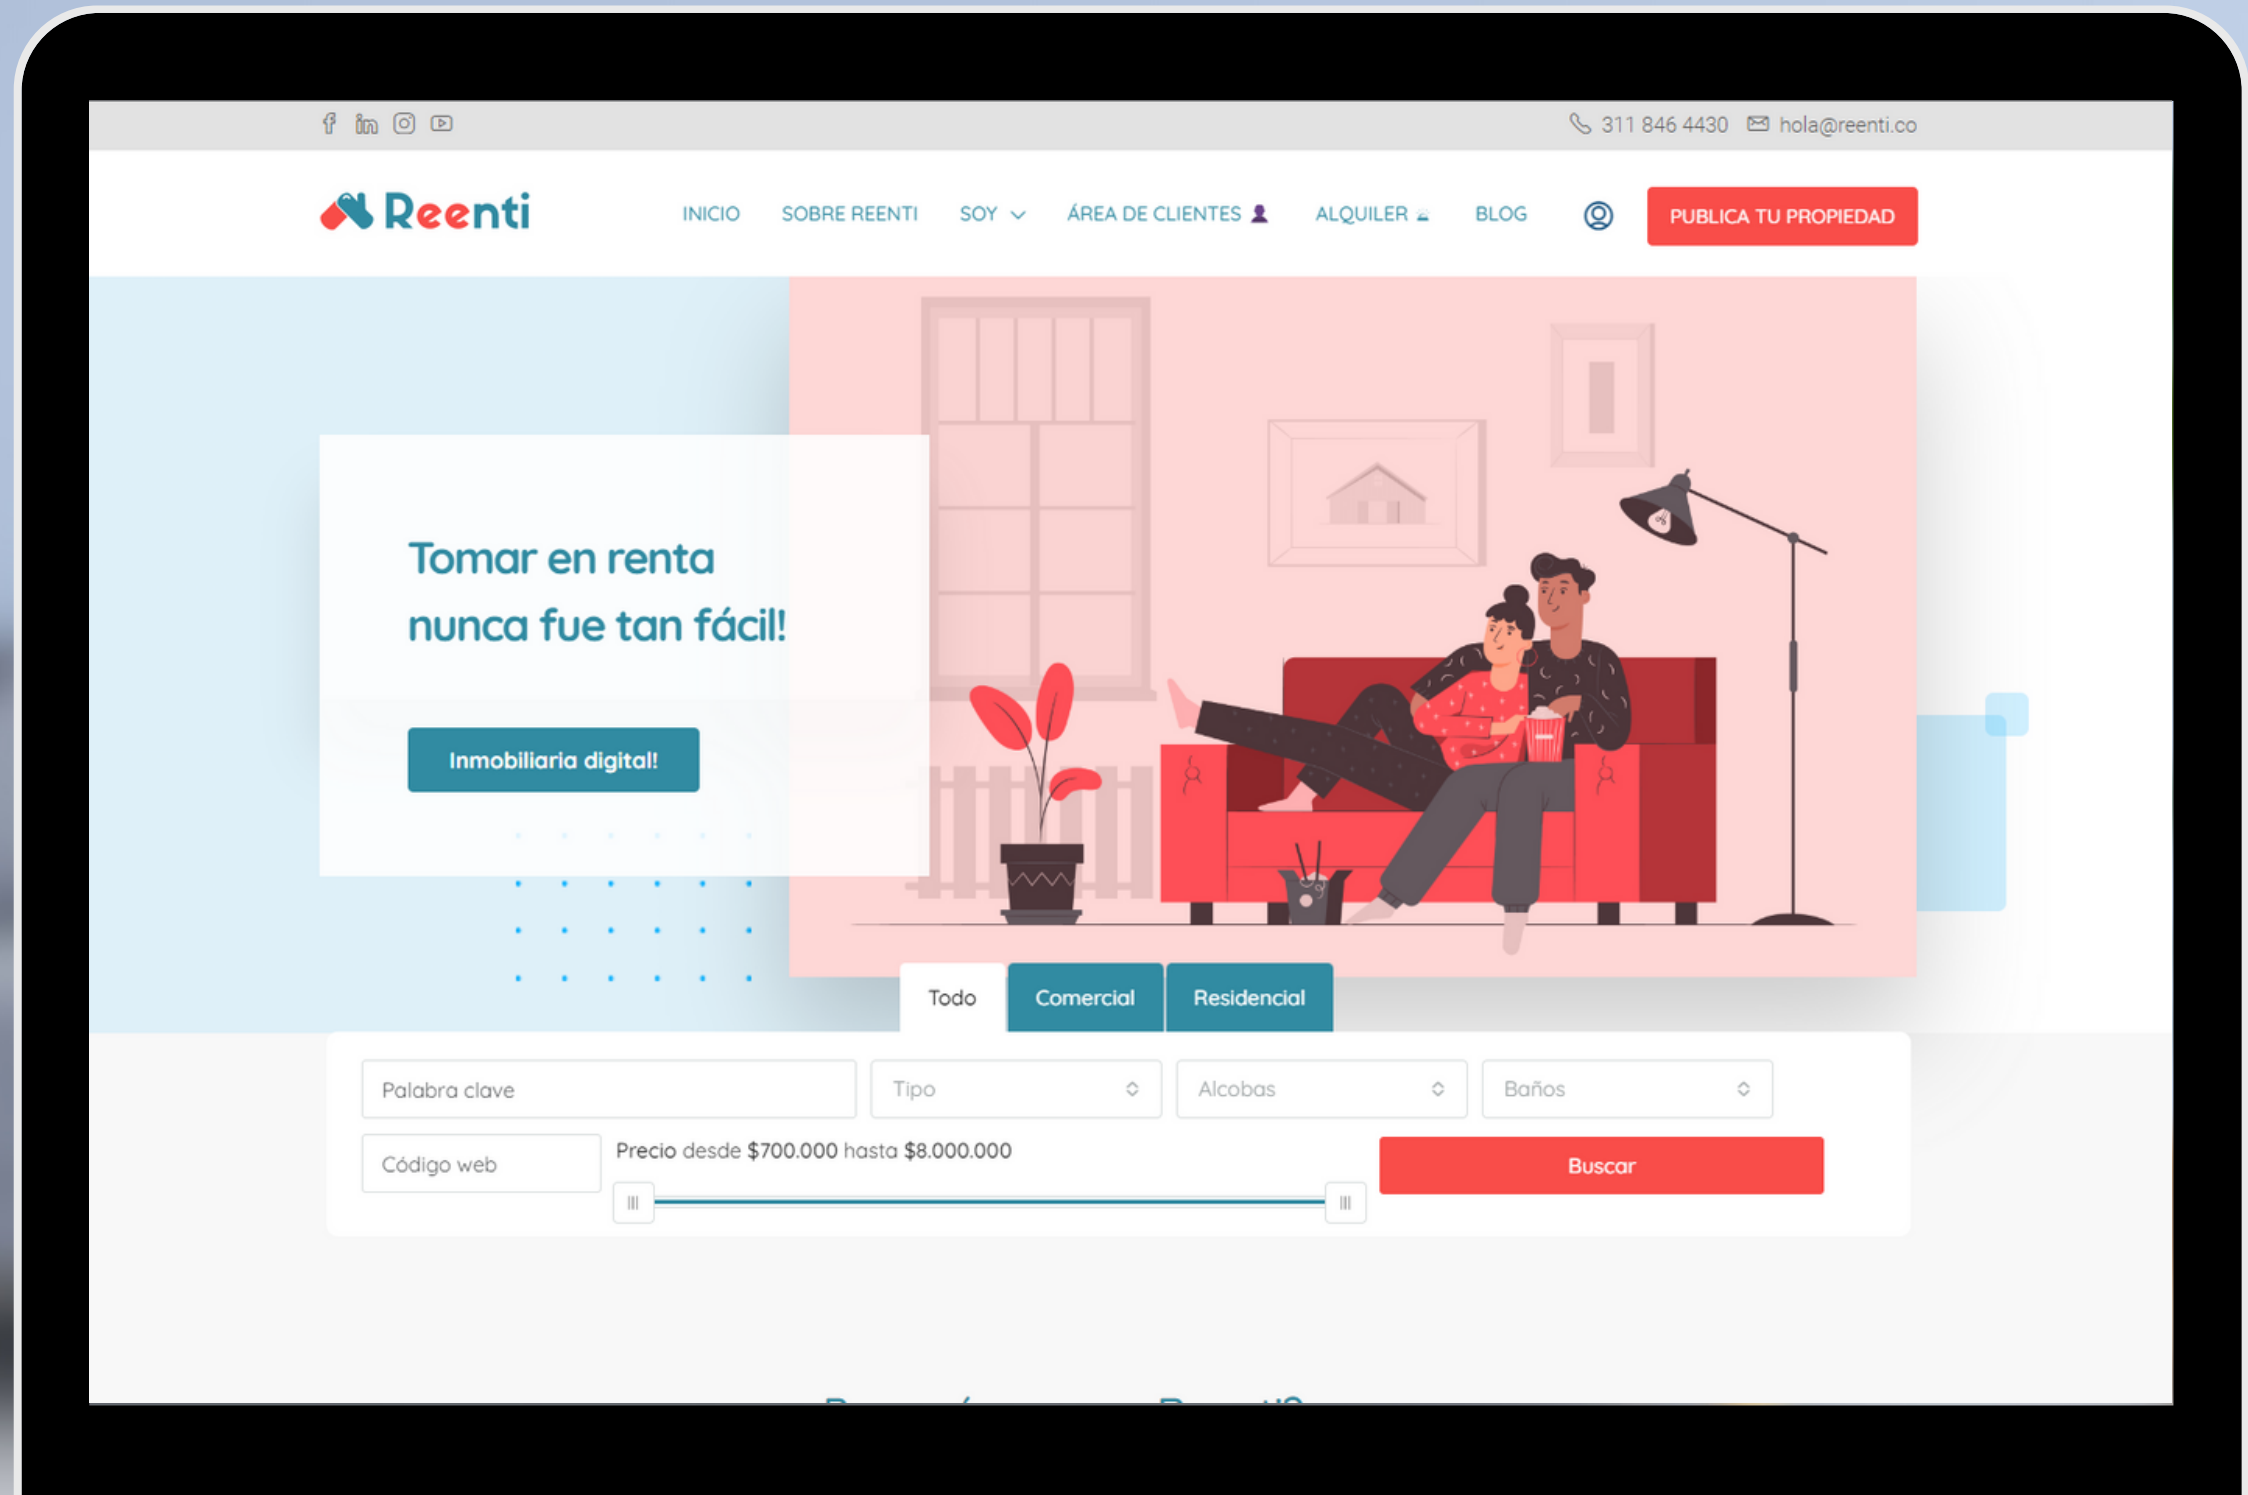 311 846 4430 hola@reenti.co
Reenti
INICIO SOBRE REENTI SOY ÁREA DE CLIENTES ALQUILER BLOG PUBLICA TU PROPIEDAD
Tomar en renta
nunca fue tan fácil!
Inmobiliaria digital!
Todo Comercial Residencial
Palabra clave Tipo Alcobas Baños
Código web Precio desde $700.000 hasta $8.000.000 Buscar